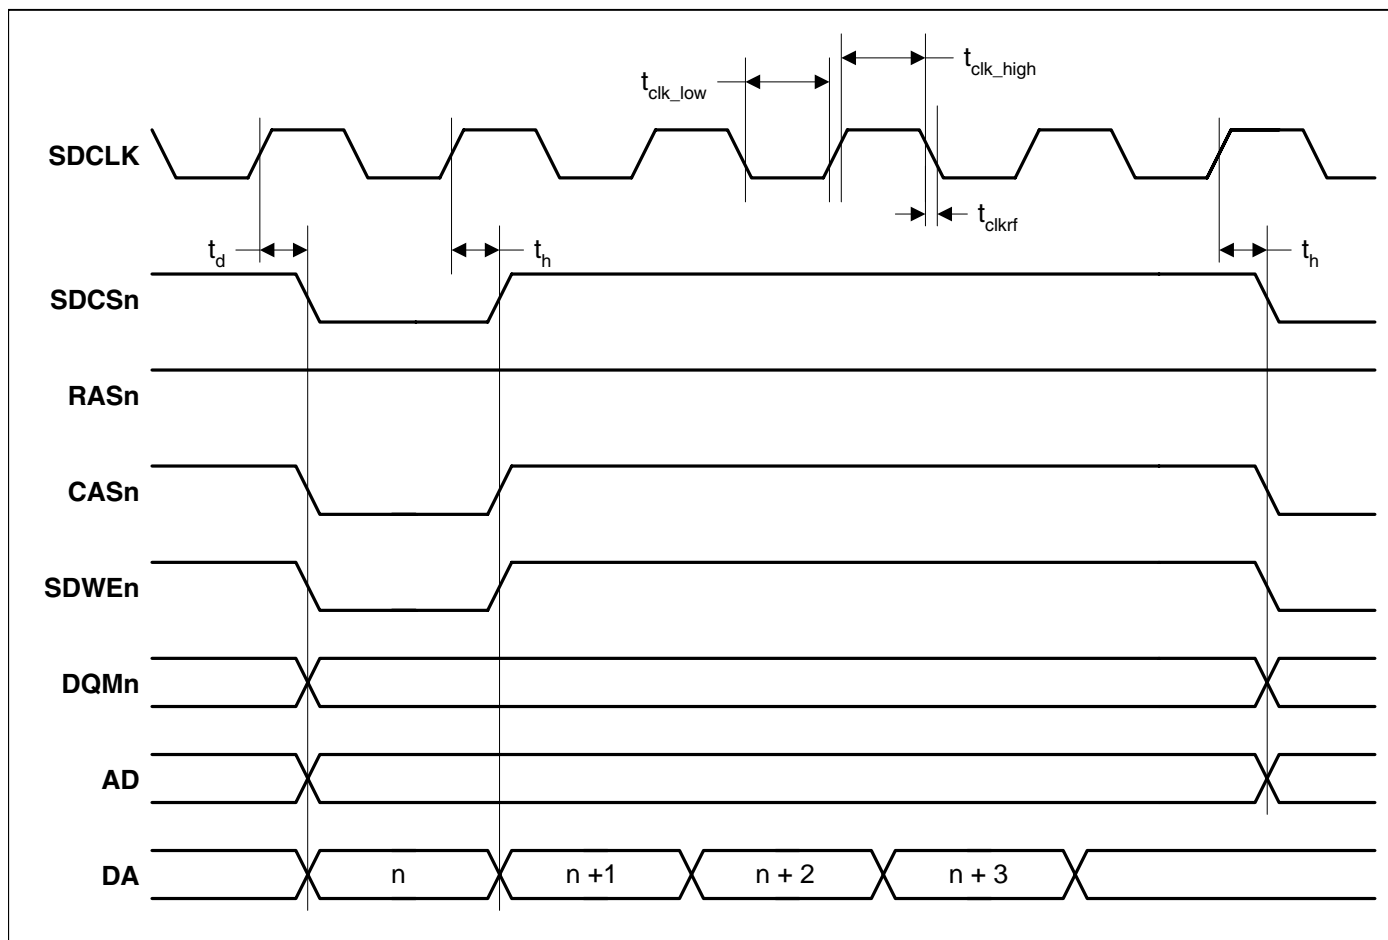 t_clk_high
t_clk_low
SDCLK
t_clkrf
t_d
t_h
t_h
SDCSn
RASn
CASn
SDWEn
DQMn
AD
DA n n +1 n + 2 n + 3